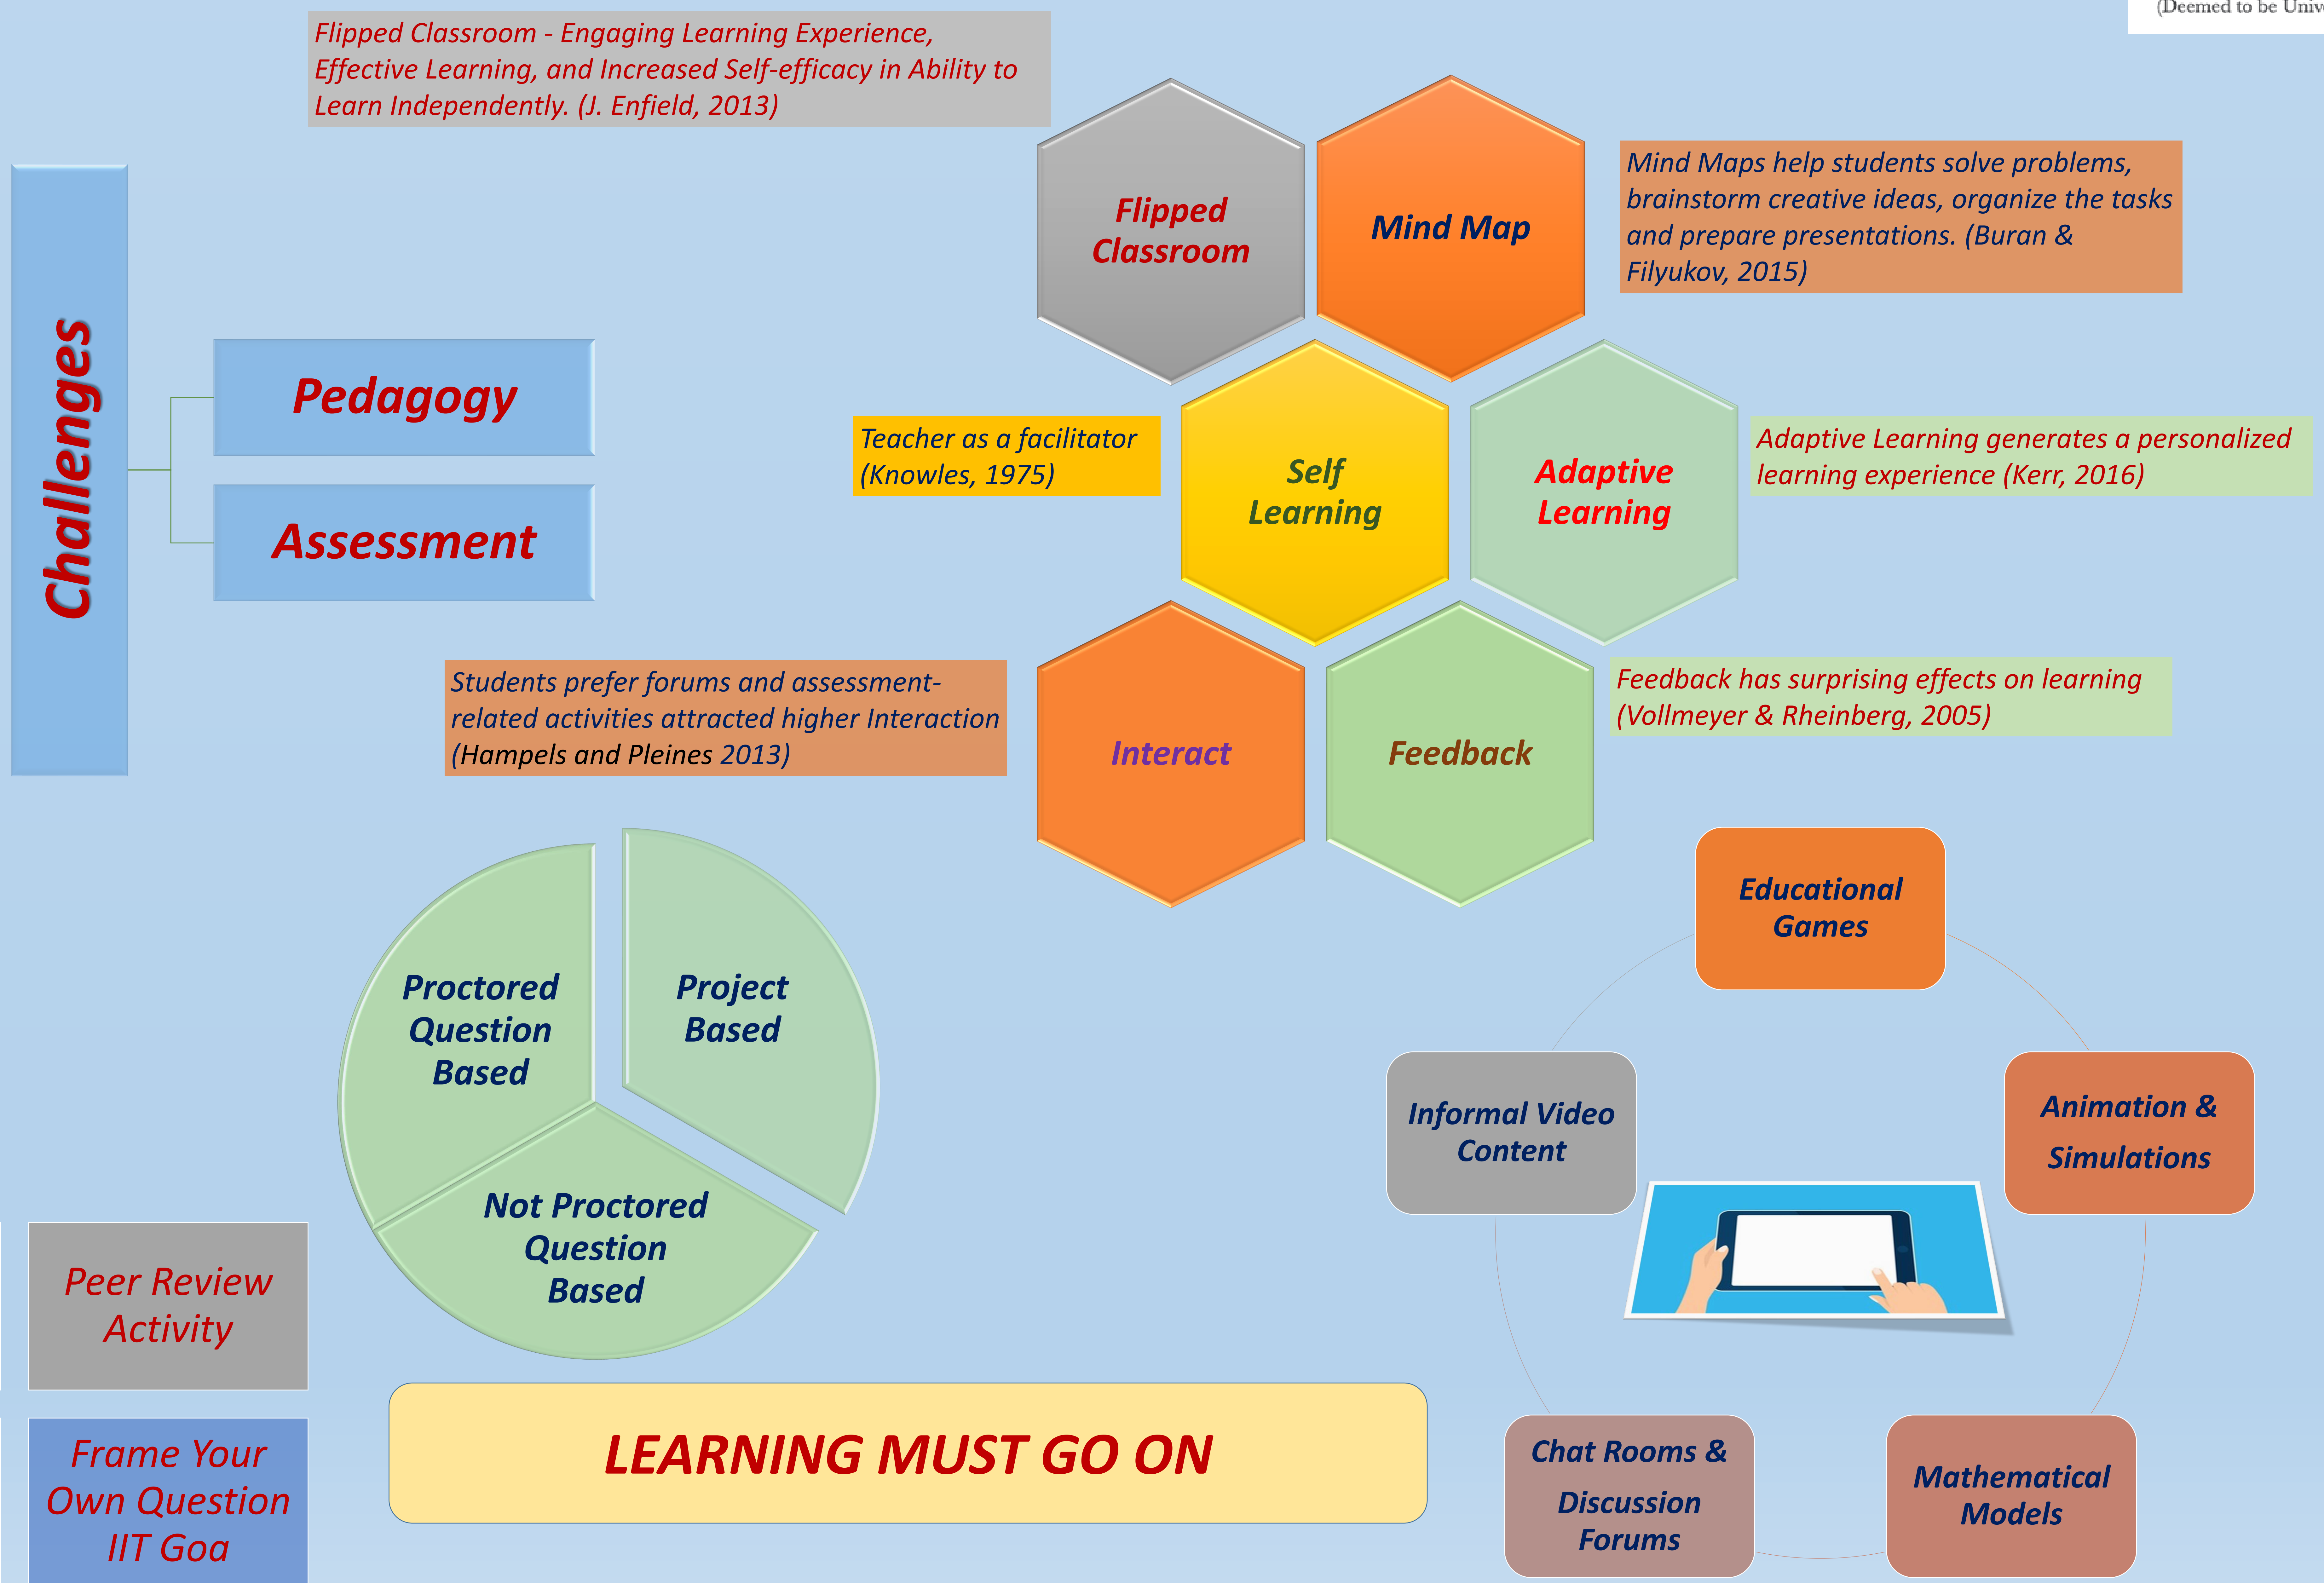 (Deemed to be
Flipped Classroom - Engaging Learning Experience,
Effective Learning, and Increased Self-efficacy in Ability to
Learn Independently. (J. Enfield, 2013)
Flipped
Classroom
Mind Map
Mind Maps help students solve problems,
brainstorm creative ideas, organize the tasks
and prepare presentations. (Buran &
Filyukov, 2015)
Challenges
Pedagogy
Assessment
Teacher as a facilitator
(Knowles, 1975)
Self
Learning
Adaptive
Learning
Adaptive Learning generates a personalized
learning experience (Kerr, 2016)
Students prefer forums and assessment-
related activities attracted higher Interaction
(Hampels and Pleines 2013)
Interact
Feedback
Feedback has surprising effects on learning
(Vollmeyer & Rheinberg, 2005)
Proctored
Question
Based
Project
Based
Not Proctored
Question
Based
Educational
Games
Informal Video
Content
Animation &
Simulations
Chat Rooms &
Discussion
Forums
Mathematical
Models
Peer Review
Activity
Frame Your
Own Question
IIT Goa
LEARNING MUST GO ON